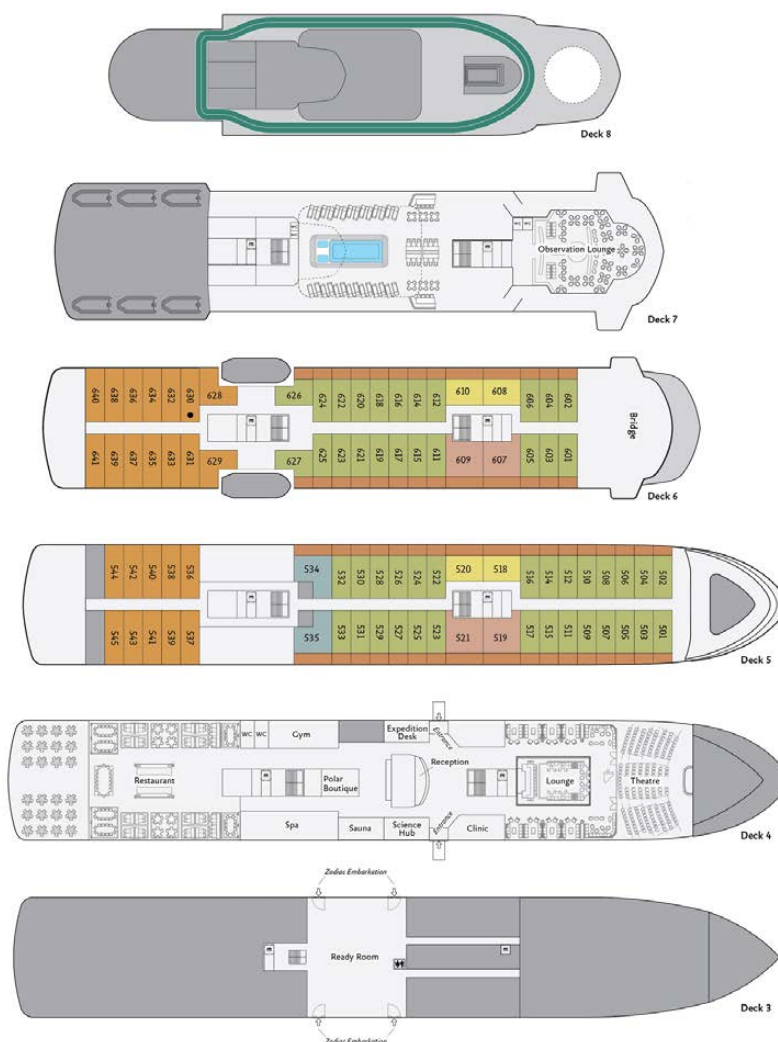 Deck 8
Observation Lounge
Deck 7
640 638 636 634 632 630 628 626 624 622 620 618 616 614 612 610 608 606 604 602
Bridge
641 639 637 635 633 631 629 627 625 623 621 619 617 615 611 609 607 605 603 601
Deck 6
544 542 540 538 536 534 532 530 528 526 524 522 520 518 516 514 512 510 508 506 504 502
545 543 541 539 537 535 533 531 529 527 525 523 521 519 517 515 511 509 507 505 503 501
Deck 5
WC WC Gym Expedition
Desk
Entrance
Reception
Restaurant Polar
Boutique
Lounge Theatre
Spa Sauna Science
Hub
Entrance
Clinic
Deck 4
Zodiac Embarkation
Ready Room
Deck 3
Zodiac Embarkation